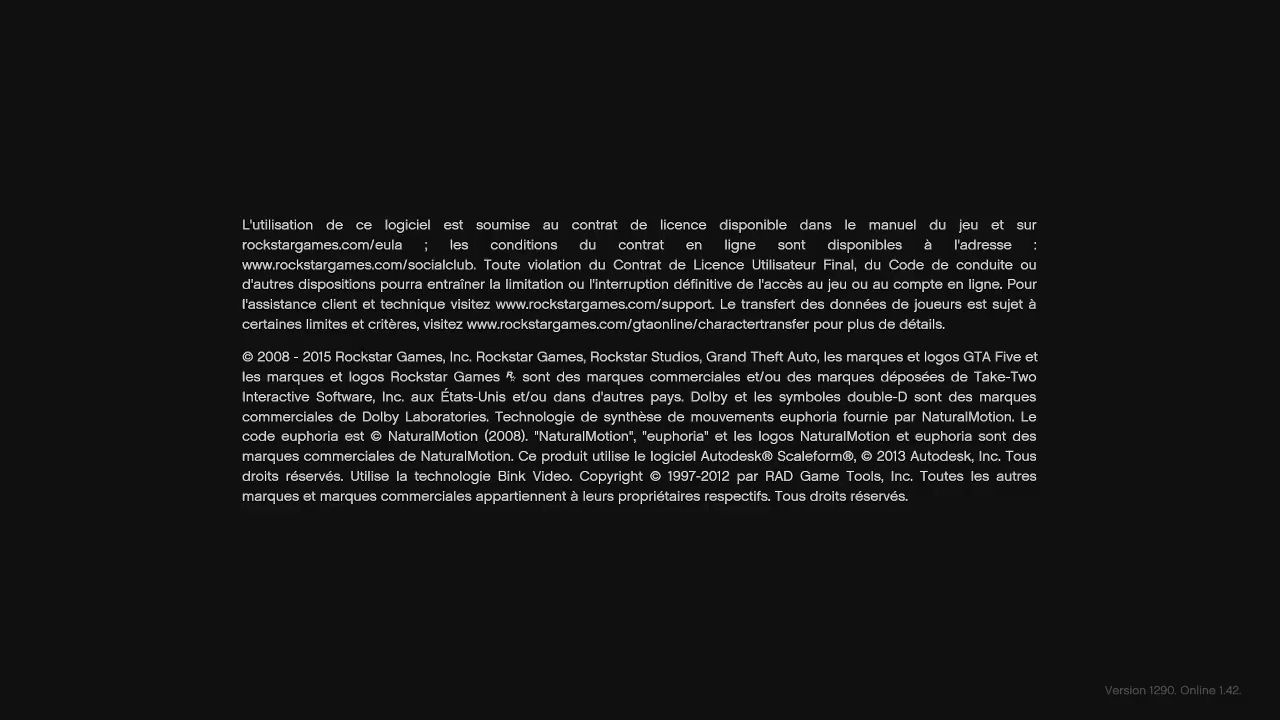 L'utilisation de ce logiciel est soumise au contrat de licence disponible dans le manuel du jeu et sur
rockstargames.com/eula ; les conditions du contrat en ligne sont disponibles à l'adresse :
www.rockstargames.com/socialclub. Toute violation du Contrat de Licence Utilisateur Final, du Code de conduite ou
d'autres dispositions pourra entraîner la limitation ou l'interruption définitive de l'accès au jeu ou au compte en ligne. Pour
l'assistance client et technique visitez www.rockstargames.com/support. Le transfert des données de joueurs est sujet à
certaines limites et critères, visitez www.rockstargames.com/gtaonline/charactertransfer pour plus de détails.
© 2008 - 2015 Rockstar Games, Inc. Rockstar Games, Rockstar Studios, Grand Theft Auto, les marques et logos GTA Five et
les marques et logos Rockstar Games R* sont des marques commerciales et/ou des marques déposées de Take-Two
Interactive Software, Inc. aux États-Unis et/ou dans d'autres pays. Dolby et les symboles double-D sont des marques
commerciales de Dolby Laboratories. Technologie de synthèse de mouvements euphoria fournie par NaturalMotion. Le
code euphoria est © NaturalMotion (2008). "NaturalMotion", "euphoria" et les logos NaturalMotion et euphoria sont des
marques commerciales de NaturalMotion. Ce produit utilise le logiciel Autodesk® Scaleform®, © 2013 Autodesk, Inc. Tous
droits réservés. Utilise la technologie Bink Video. Copyright © 1997-2012 par RAD Game Tools, Inc. Toutes les autres
marques et marques commerciales appartiennent à leurs propriétaires respectifs. Tous droits réservés.
Version 1290. Online 1.42.